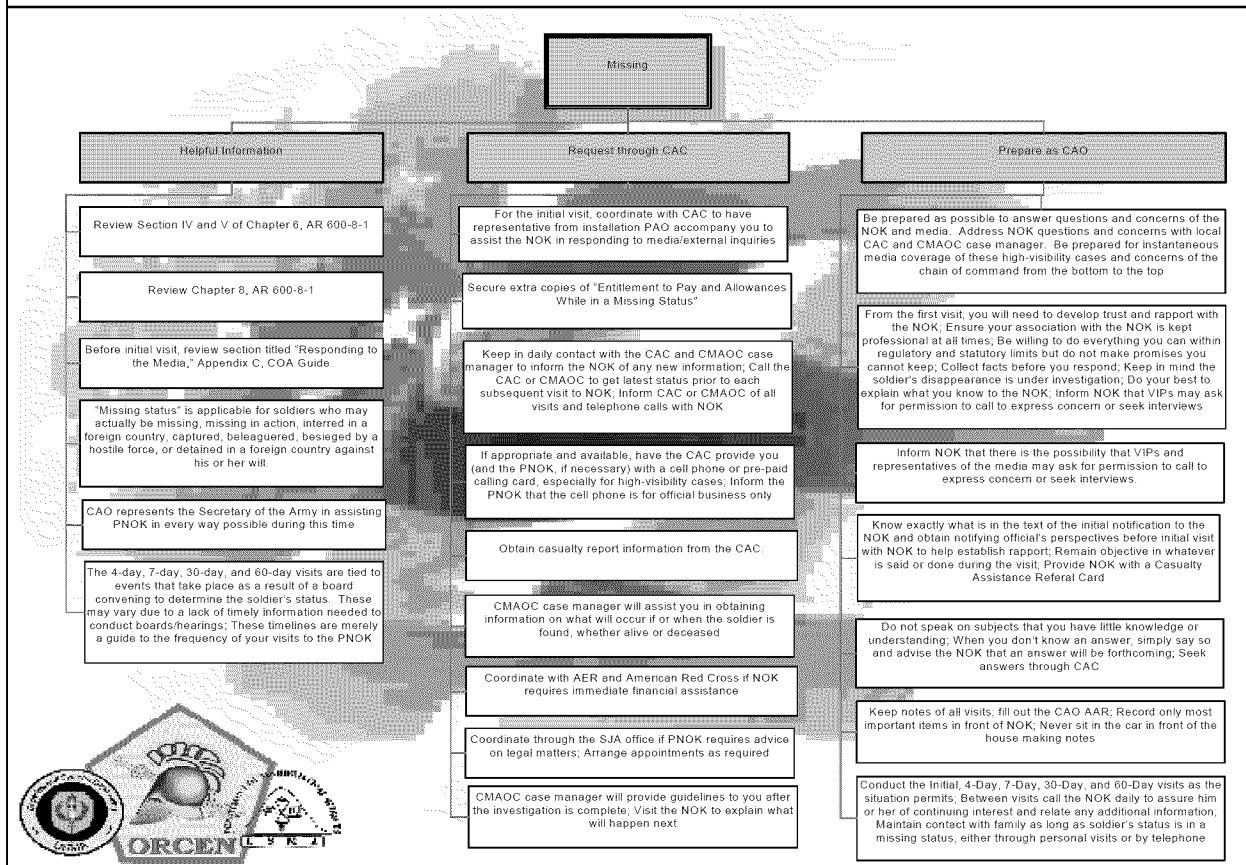 Missing
Helpful Information
Review Section IV and V of Chapter 6, AR 600-8-1
Review Chapter 8, AR 600-8-1
Before initial visit, review section titled "Responding to
the Media," Appendix C, COA Guide
"Missing status" is applicable for soldiers who may
actually be missing, missing in action, interred in a
foreign country, captured, beleaguered, besieged by a
hostile force, or detained in a foreign country against
his or her will.
CAO represents the Secretary of the Army in assisting
PNOK in every way possible during this time
The 4-day, 7-day, 30-day, and 60-day visits are tied to
events that take place as a result of a board
convening to determine the soldier's status. These
may vary due to a lack of timely information needed to
conduct boards/hearings; These timelines are merely
a guide to the frequency of your visits to the PNOK
Request through CAC
For the initial visit, coordinate with CAC to have
representative from installation PAO accompany you to
assist the NOK in responding to media/external inquiries
Secure extra copies of "Entitlement to Pay and Allowances
While in a Missing Status"
Keep in daily contact with the CAC and CMAOC case
manager to inform the NOK of any new information; Call the
CAC or CMAOC to get latest status prior to each
subsequent visit to NOK; Inform CAC or CMAOC of all
visits and telephone calls with NOK
If appropriate and available, have the CAC provide you
(and the PNOK, if necessary) with a cell phone or pre-paid
calling card, especially for high-visibility cases; Inform the
PNOK that the cell phone is for official business only
Obtain casualty report information from the CAC.
CMAOC case manager will assist you in obtaining
information on what will occur if or when the soldier is
found, whether alive or deceased
Coordinate with AER and American Red Cross if NOK
requires immediate financial assistance
Coordinate through the SJA office if PNOK requires advice
on legal matters; Arrange appointments as required
CMAOC case manager will provide guidelines to you after
the investigation is complete; Visit the NOK to explain what
will happen next
Prepare as CAO
Be prepared as possible to answer questions and concerns of the
NOK and media. Address NOK questions and concerns with local
CAC and CMAOC case manager. Be prepared for instantaneous
media coverage of these high-visibility cases and concerns of the
chain of command from the bottom to the top
From the first visit, you will need to develop trust and rapport with
the NOK; Ensure your association with the NOK is kept
professional at all times; Be willing to do everything you can within
regulatory and statutory limits but do not make promises you
cannot keep; Collect facts before you respond; Keep in mind the
soldier's disappearance is under investigation; Do your best to
explain what you know to the NOK; Inform NOK that VIPs may ask
for permission to call to express concern or seek interviews
Inform NOK that there is the possibility that VIPs and
representatives of the media may ask for permission to call to
express concern or seek interviews.
Know exactly what is in the text of the initial notification to the
NOK and obtain notifying official's perspectives before initial visit
with NOK to help establish rapport; Remain objective in whatever
is said or done during the visit; Provide NOK with a Casualty
Assistance Referal Card
Do not speak on subjects that you have little knowledge or
understanding; When you don't know an answer, simply say so
and advise the NOK that an answer will be forthcoming; Seek
answers through CAC
Keep notes of all visits; fill out the CAO AAR; Record only most
important items in front of NOK; Never sit in the car in front of the
house making notes
Conduct the Initial, 4-Day, 7-Day, 30-Day, and 60-Day visits as the
situation permits; Between visits call the NOK daily to assure him
or her of continuing interest and relate any additional information;
Maintain contact with family as long as soldier's status is in a
missing status, either through personal visits or by telephone
ORCEN